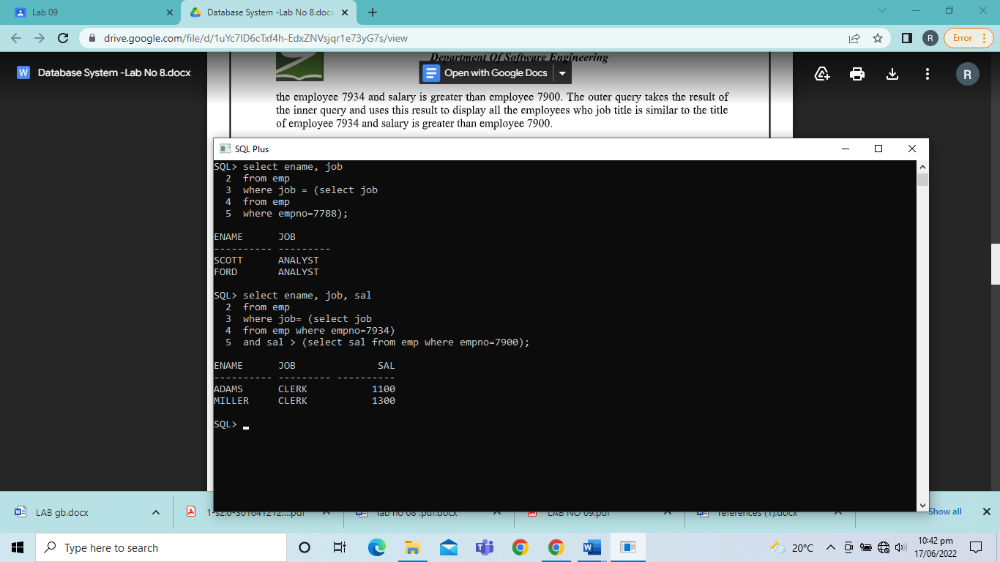 Lab 09
Database System -Lab No 8.docx
drive.google.com/file/d/1uYc7lD6cTxf4h-EdxZNVsjqr1e73yG7s/view
R
Error
Department Of Software Engineering
W
Database System -Lab No 8.docx
Open with Google Docs
R
the employee 7934 and salary is greater than employee 7900. The outer query takes the result of
the inner query and uses this result to display all the employees who job title is similar to the title
of employee 7934 and salary is greater than employee 7900.
SQL Plus
SQL> select ename, job
2 from emp
3 where job = (select job
4 from emp
5 where empno=7788);
ENAME JOB
---------- ---------
SCOTT ANALYST
FORD ANALYST
SQL> select ename, job, sal
2 from emp
3 where job= (select job
4 from emp where empno=7934)
5 and sal > (select sal from emp where empno=7900);
ENAME JOB SAL
---------- --------- ----------
ADAMS CLERK 1100
MILLER CLERK 1300
SQL>
LAB gb.docx
1-s2.0-S01641212....pdf
lab no 08 .pdf.docx
LAB NO 09.pdf
references (1).docx
Show all
Type here to search
20°C
10:42 pm
17/06/2022